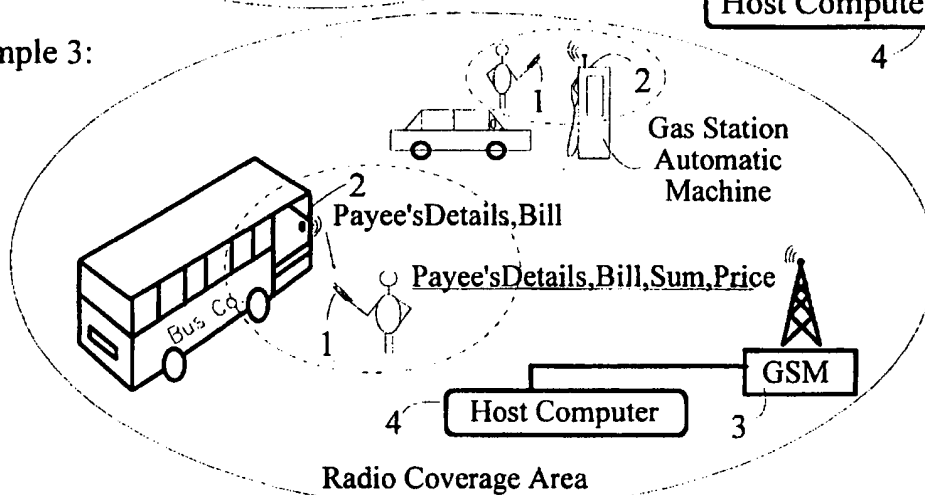 Host Compute
4
mple 3:
1
2
Gas Station
Automatic
Machine
2
Payee'sDetails,Bill
Payee'sDetails,Bill,Sum,Price
Bus Co.
1
GSM
4
Host Computer
3
Radio Coverage Area